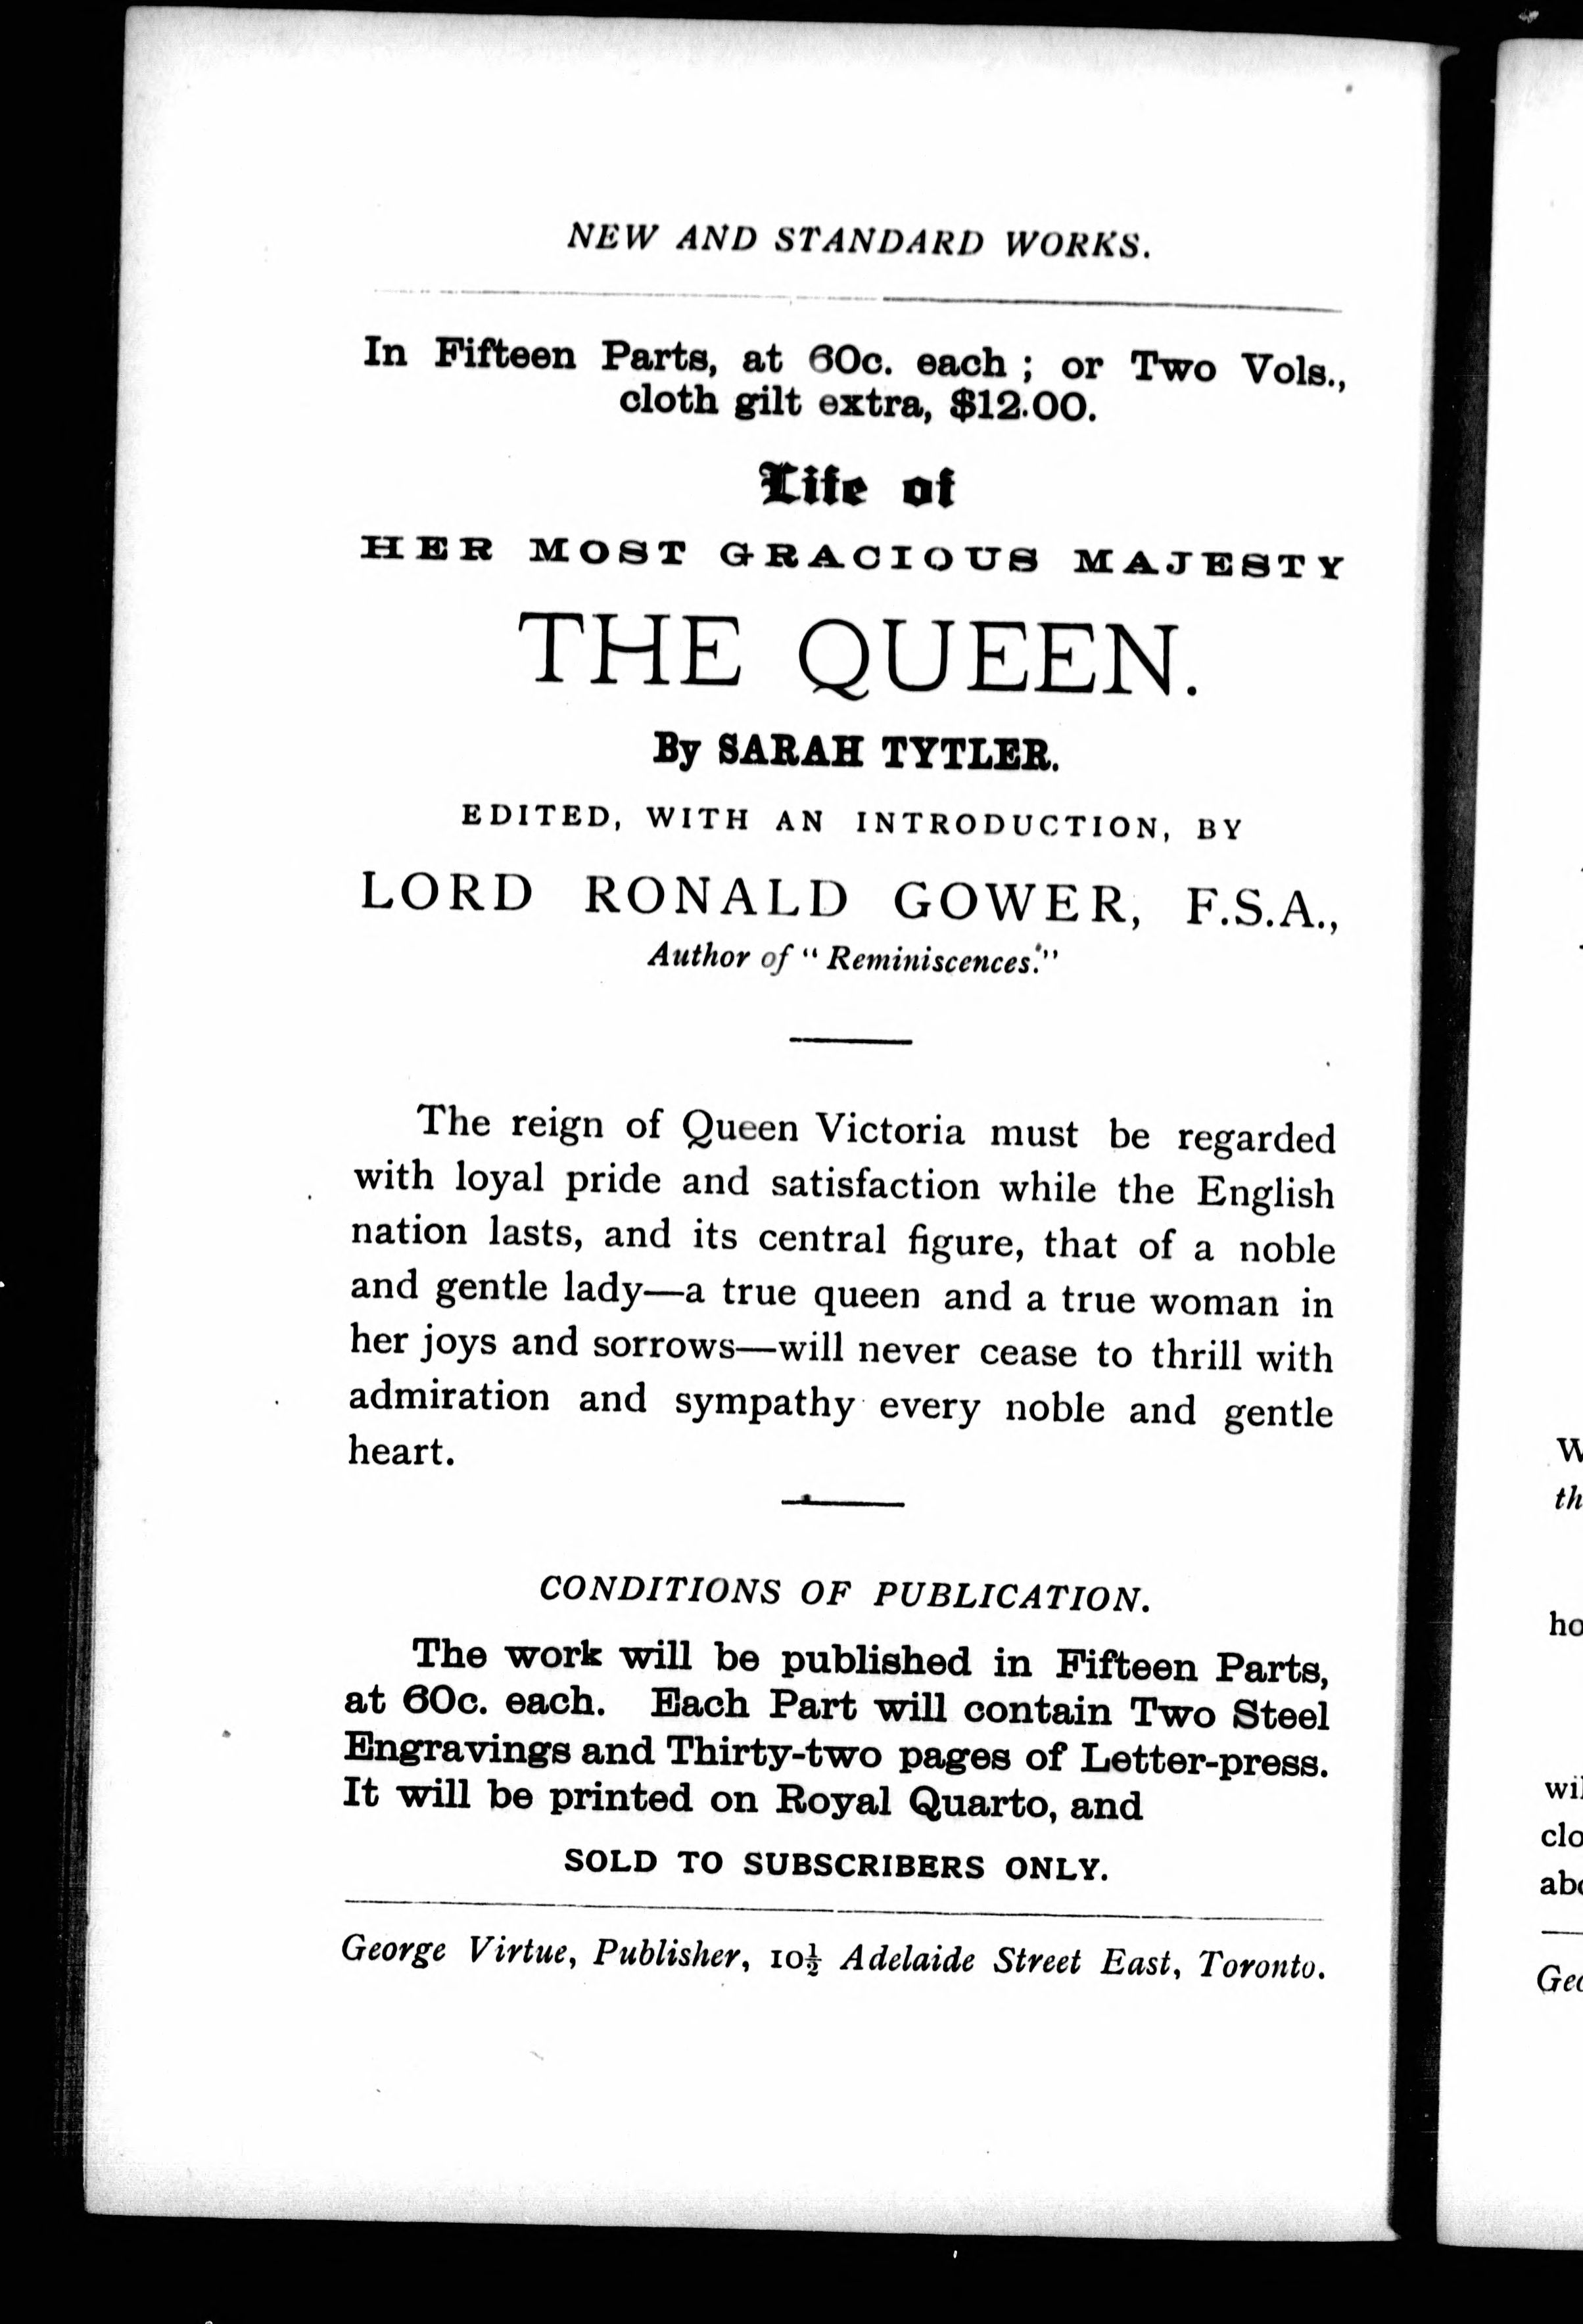 NEW AND STANDARD WORKS.
In Fifteen Parts, at 60c. each ; or Two Vols.,
cloth gilt extra, $12.00.
Life of
HER MOST GRACIOUS MAJESTY
THE QUEEN.
By SARAH TYTLER.
EDITED, WITH AN INTRODUCTION, BY
LORD RONALD GOWER, F.S.A.,
Author of "Reminiscences."
The reign of Queen Victoria must be regarded
with loyal pride and satisfaction while the English
nation lasts, and its central figure, that of a noble
and gentle lady—a true queen and a true woman in
her joys and sorrows—will never cease to thrill with
admiration and sympathy every noble and gentle
heart.
CONDITIONS OF PUBLICATION.
The work will be published in Fifteen Parts,
at 60c. each. Each Part will contain Two Steel
Engravings and Thirty-two pages of Letter-press.
It will be printed on Royal Quarto, and
SOLD TO SUBSCRIBERS ONLY.
George Virtue, Publisher, 10½ Adelaide Street East, Toronto.